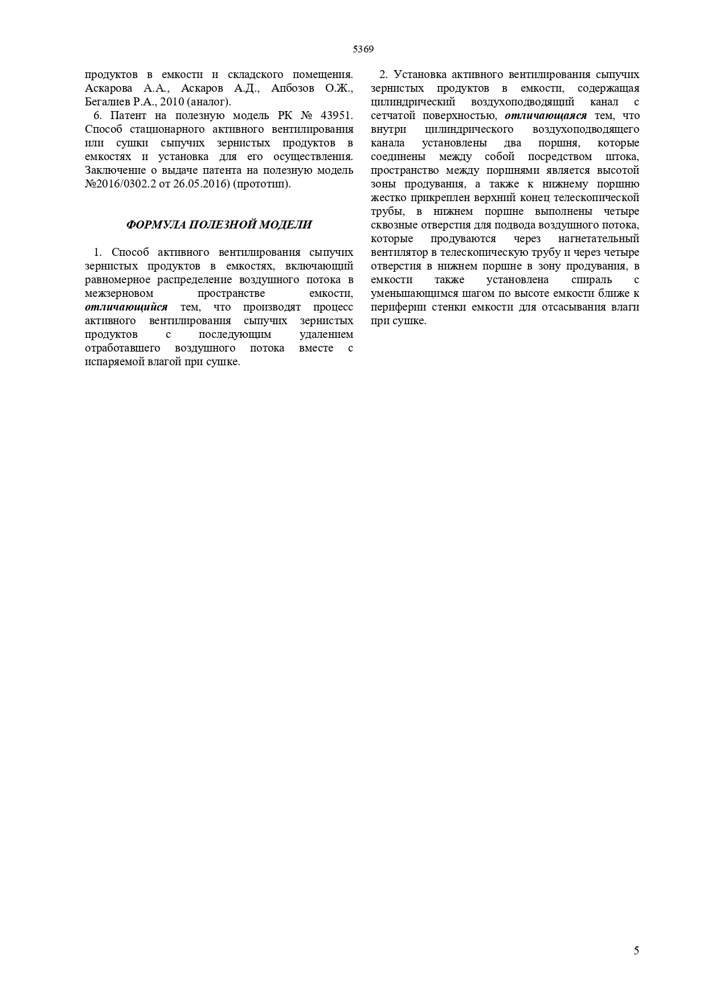 5369
продуктов в емкости и складского помещения.
Аскарова А.А., Аскаров А.Д., Апбозов О.Ж.,
Бегалиев Р.А., 2010 (аналог).
6. Патент на полезную модель РК № 43951.
Способ стационарного активного вентилирования
или сушки сыпучих зернистых продуктов в
емкостях и установка для его осуществления.
Заключение о выдаче патента на полезную модель
№2016/0302.2 от 26.05.2016) (прототип).
ФОРМУЛА ПОЛЕЗНОЙ МОДЕЛИ
1. Способ активного вентилирования сыпучих
зернистых продуктов в емкостях, включающий
равномерное распределение воздушного потока в
межзерновом пространстве емкости,
отличающийся тем, что производят процесс
активного вентилирования сыпучих зернистых
продуктов с последующим удалением
отработавшего воздушного потока вместе с
испаряемой влагой при сушке.
2. Установка активного вентилирования сыпучих
зернистых продуктов в емкости, содержащая
цилиндрический воздухоподводящий канал с
сетчатой поверхностью, отличающаяся тем, что
внутри цилиндрического воздухоподводящего
канала установлены два поршня, которые
соединены между собой посредством штока,
пространство между поршнями является высотой
зоны продувания, а также к нижнему поршню
жестко прикреплен верхний конец телескопической
трубы, в нижнем поршне выполнены четыре
сквозные отверстия для подвода воздушного потока,
которые продуваются через нагнетательный
вентилятор в телескопическую трубу и через четыре
отверстия в нижнем поршне в зону продувания, в
емкости также установлена спираль с
уменьшающимся шагом по высоте емкости ближе к
периферии стенки емкости для отсасывания влаги
при сушке.
5